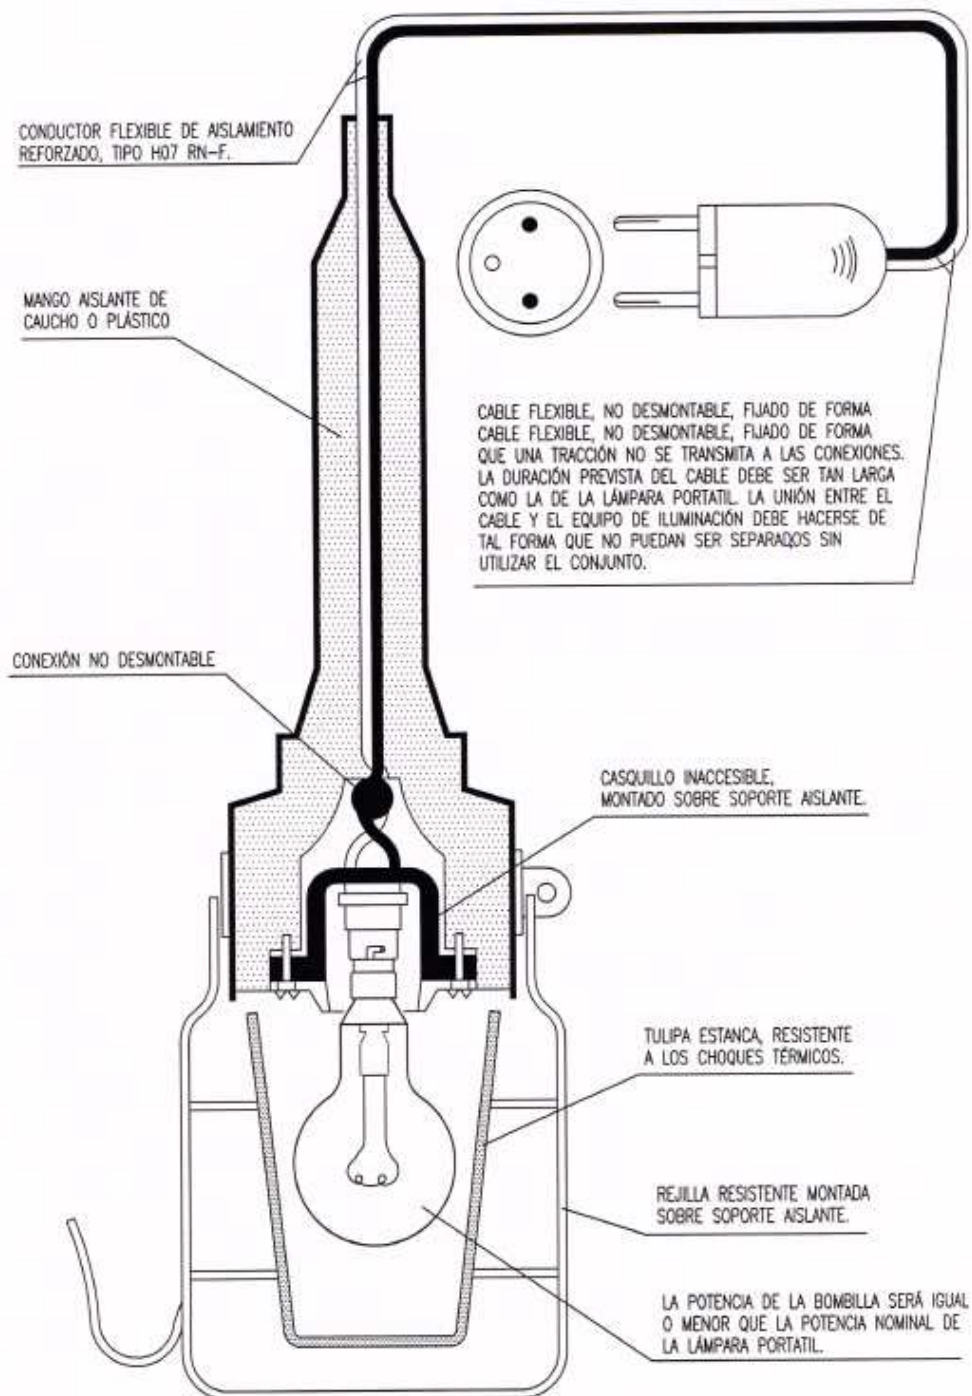 CONDUCTOR FLEXIBLE DE AISLAMIENTO
REFORZADO, TIPO H07 RN-F.
MANGO AISLANTE DE
CAUCHO O PLÁSTICO
CABLE FLEXIBLE, NO DESMONTABLE, FIJADO DE FORMA
CABLE FLEXIBLE, NO DESMONTABLE, FIJADO DE FORMA
QUE UNA TRACCIÓN NO SE TRANSMITA A LAS CONEXIONES.
LA DURACIÓN PREVISTA DEL CABLE DEBE SER TAN LARGA
COMO LA DE LA LÁMPARA PORTATIL. LA UNIÓN ENTRE EL
CABLE Y EL EQUIPO DE ILUMINACIÓN DEBE HACERSE DE
TAL FORMA QUE NO PUEDAN SER SEPARADOS SIN
UTILIZAR EL CONJUNTO.
CONEXIÓN NO DESMONTABLE
CASQUILLO INACCESIBLE,
MONTADO SOBRE SOPORTE AISLANTE.
TULIPA ESTANCA, RESISTENTE
A LOS CHOQUES TÉRMICOS.
REJILLA RESISTENTE MONTADA
SOBRE SOPORTE AISLANTE.
LA POTENCIA DE LA BOMBILLA SERÁ IGUAL
O MENOR QUE LA POTENCIA NOMINAL DE
LA LÁMPARA PORTATIL.